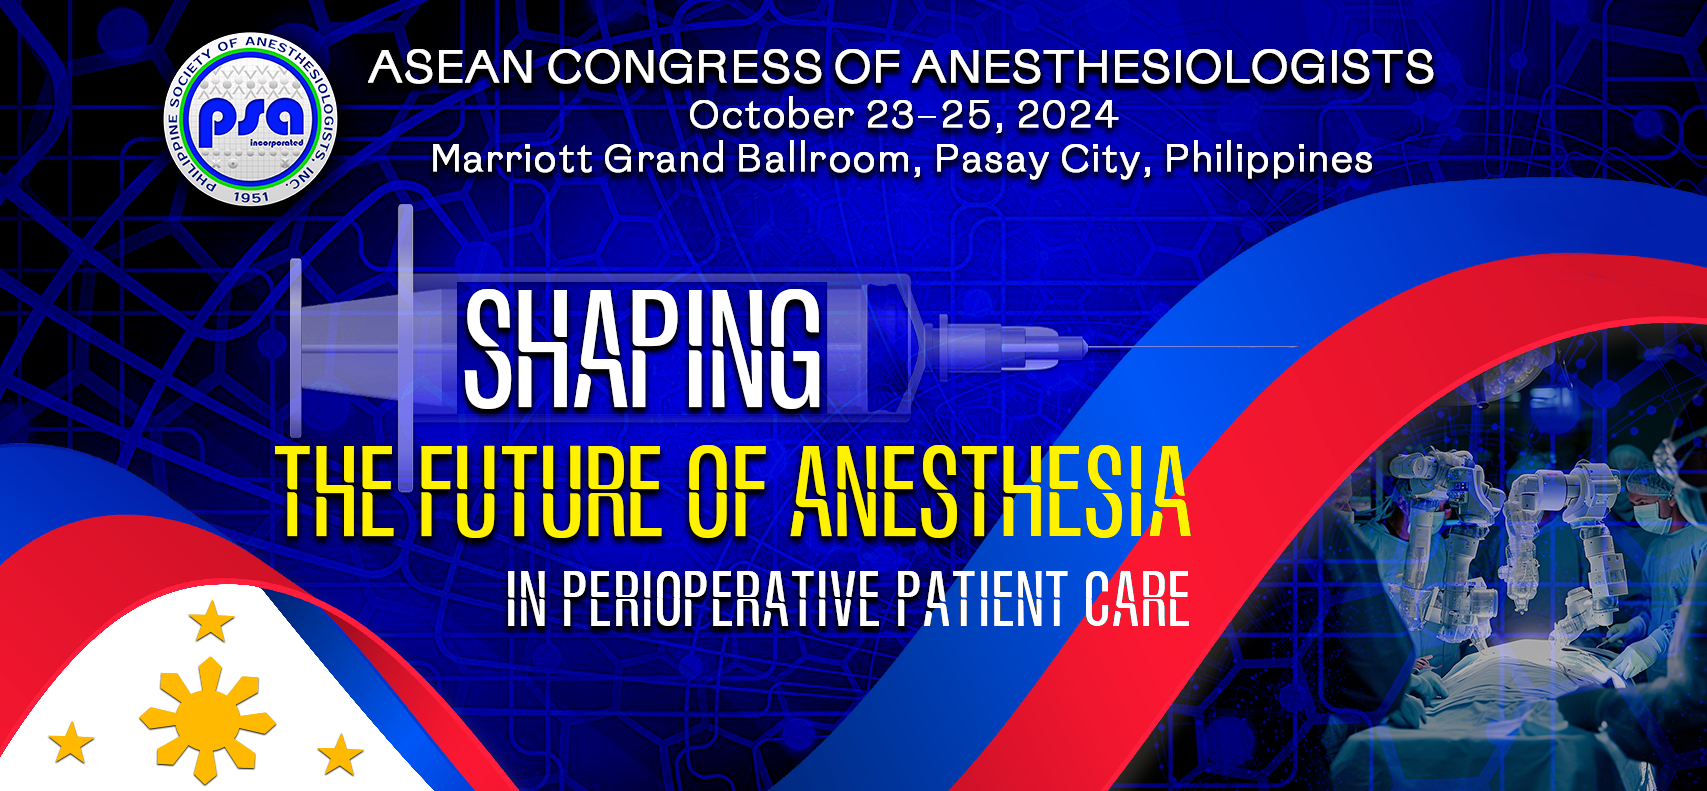 PHILIPPINE SOCIETY OF ANESTHESIOLOGISTS, INC.
psa
incorporated
1951
ASEAN CONGRESS OF ANESTHESIOLOGISTS
October 23–25, 2024
Marriott Grand Ballroom, Pasay City, Philippines
SHAPING
THE FUTURE OF ANESTHESIA
IN PERIOPERATIVE PATIENT CARE